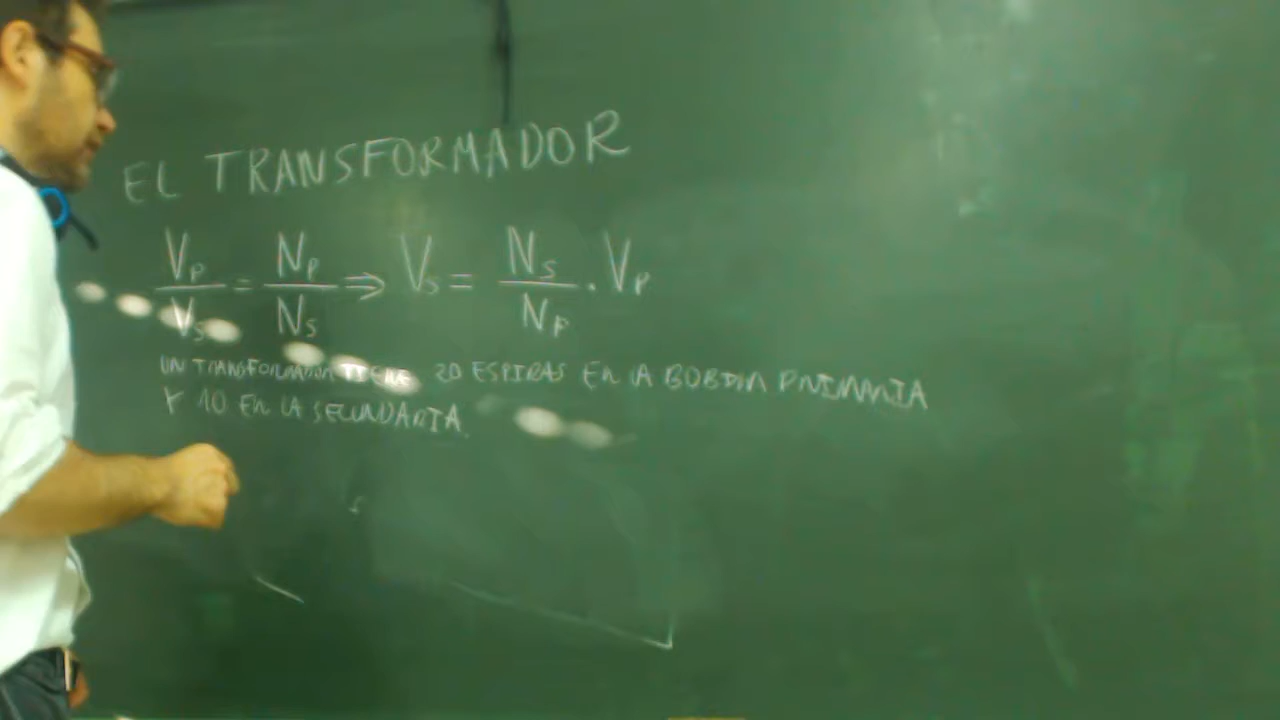 EL TRANSFORMADOR
Vp/Vs = Np/Ns ⇒ Vs = Ns/Np · Vp
UN TRANSFORMADOR TIENE 20 ESPIRAS EN LA BOBINA PRIMARIA
Y 10 EN LA SECUNDARIA.